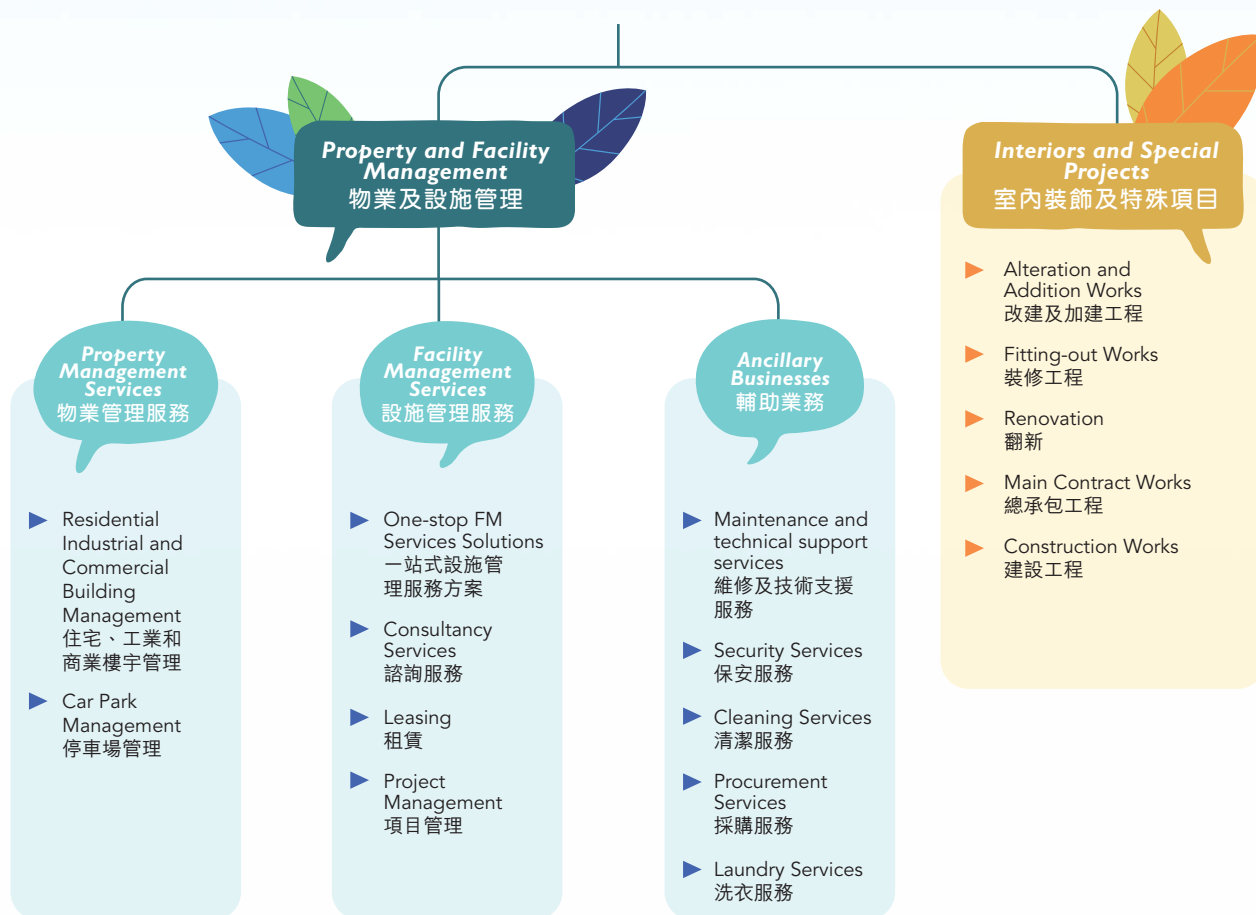 Property and Facility
Management
物業及設施管理
Interiors and Special
Projects
室內裝飾及特殊項目
Property
Management
Services
物業管理服務
Residential
Industrial and
Commercial
Building
Management
住宅、工業和
商業樓宇管理
Car Park
Management
停車場管理
Facility
Management
Services
設施管理服務
One-stop FM
Services Solutions
一站式設施管
理服務方案
Consultancy
Services
諮詢服務
Leasing
租賃
Project
Management
項目管理
Ancillary
Businesses
輔助業務
Maintenance and
technical support
services
維修及技術支援
服務
Security Services
保安服務
Cleaning Services
清潔服務
Procurement
Services
採購服務
Laundry Services
洗衣服務
Alteration and
Addition Works
改建及加建工程
Fitting-out Works
裝修工程
Renovation
翻新
Main Contract Works
總承包工程
Construction Works
建設工程